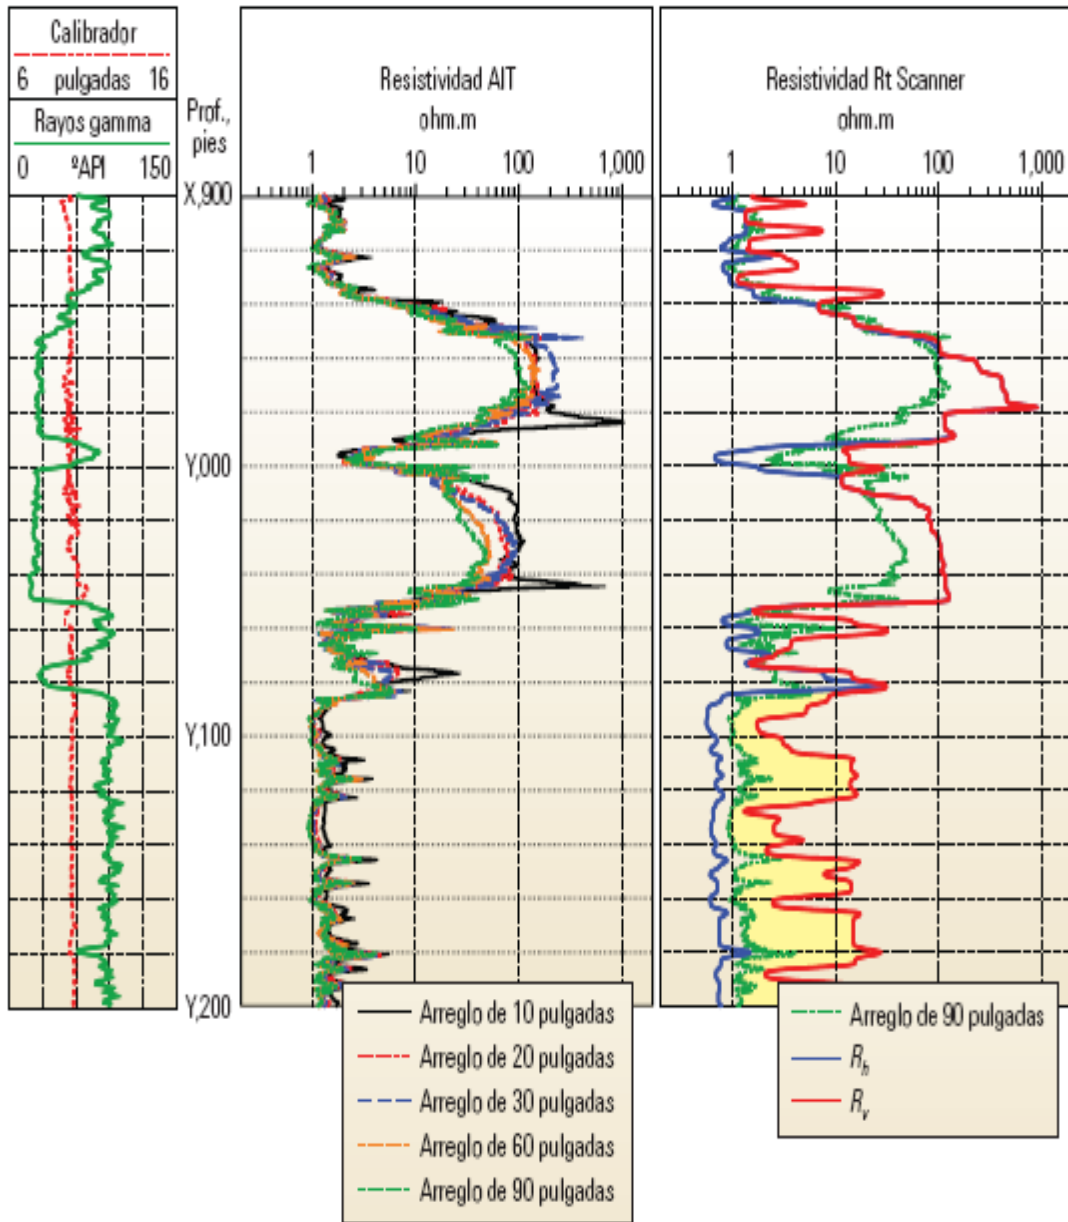 Calibrador
6 pulgadas 16
Rayos gamma
0 ºAPI 150
Prof., pies
Resistividad AIT
ohm.m
1 10 100 1,000
Resistividad Rt Scanner
ohm.m
1 10 100 1,000
X,900
Y,000
Y,100
Y,200
Arreglo de 10 pulgadas
Arreglo de 20 pulgadas
Arreglo de 30 pulgadas
Arreglo de 60 pulgadas
Arreglo de 90 pulgadas
Arreglo de 90 pulgadas
Rh
Rv